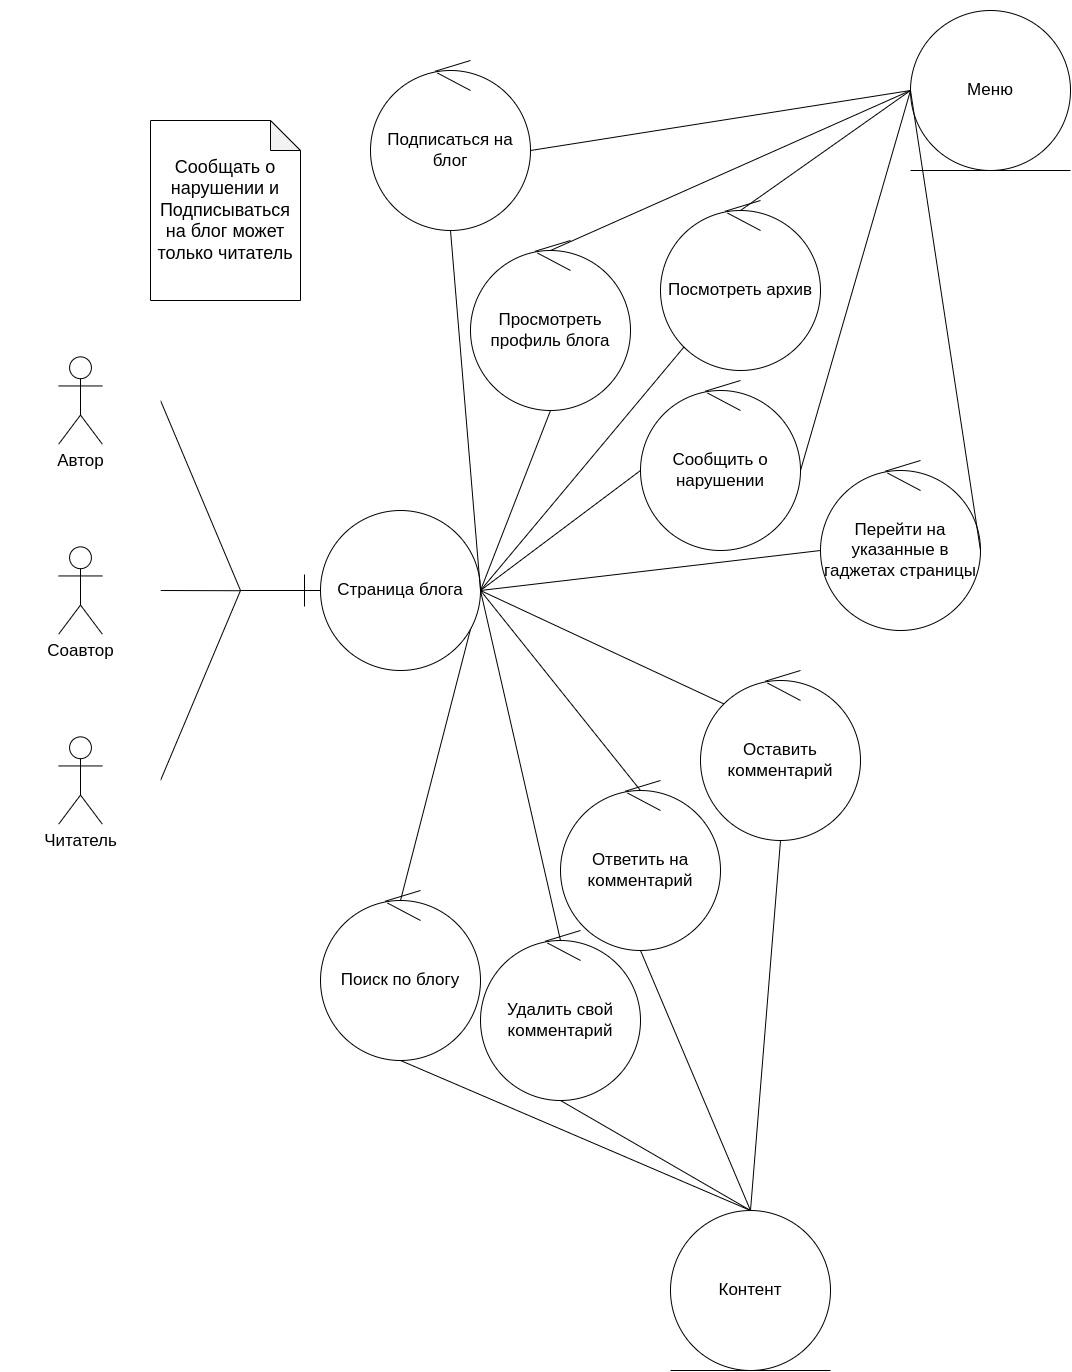 Меню
Подписаться на
блог
Сообщать о
нарушении и
Подписываться
на блог может
только читатель
Посмотреть архив
Просмотреть
профиль блога
Автор
Сообщить о
нарушении
Перейти на
указанные в
гаджетах страницы
Страница блога
Соавтор
Оставить
комментарий
Читатель
Ответить на
комментарий
Поиск по блогу
Удалить свой
комментарий
Контент